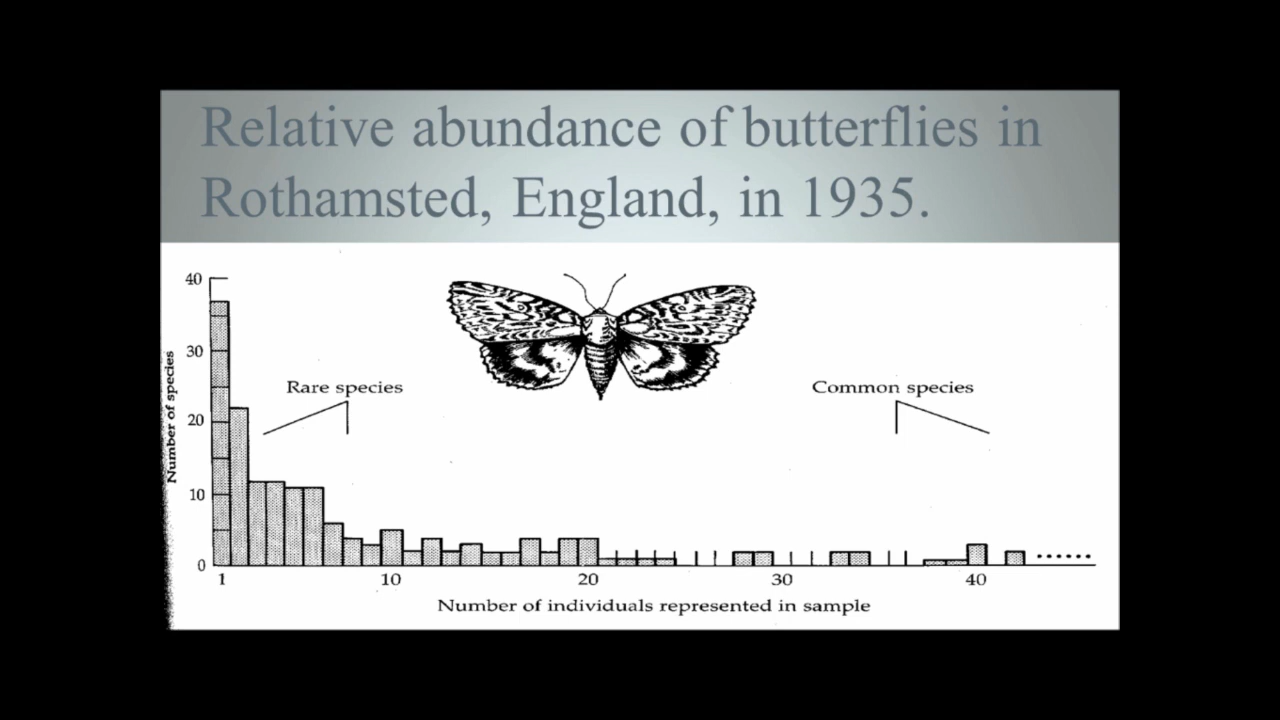 Relative abundance of butterflies in
Rothamsted, England, in 1935.
40
30
20
10
0
Number of species
Rare species
Common species
1 10 20 30 40
Number of individuals represented in sample